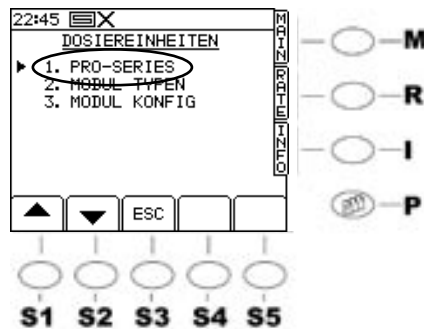 22:45
DOSIEREINHEITEN
1. PRO-SERIES
2. MODUL TYPEN
3. MODUL KONFIG
MAIN
RATE
INFO
M
R
I
P
ESC
S1 S2 S3 S4 S5